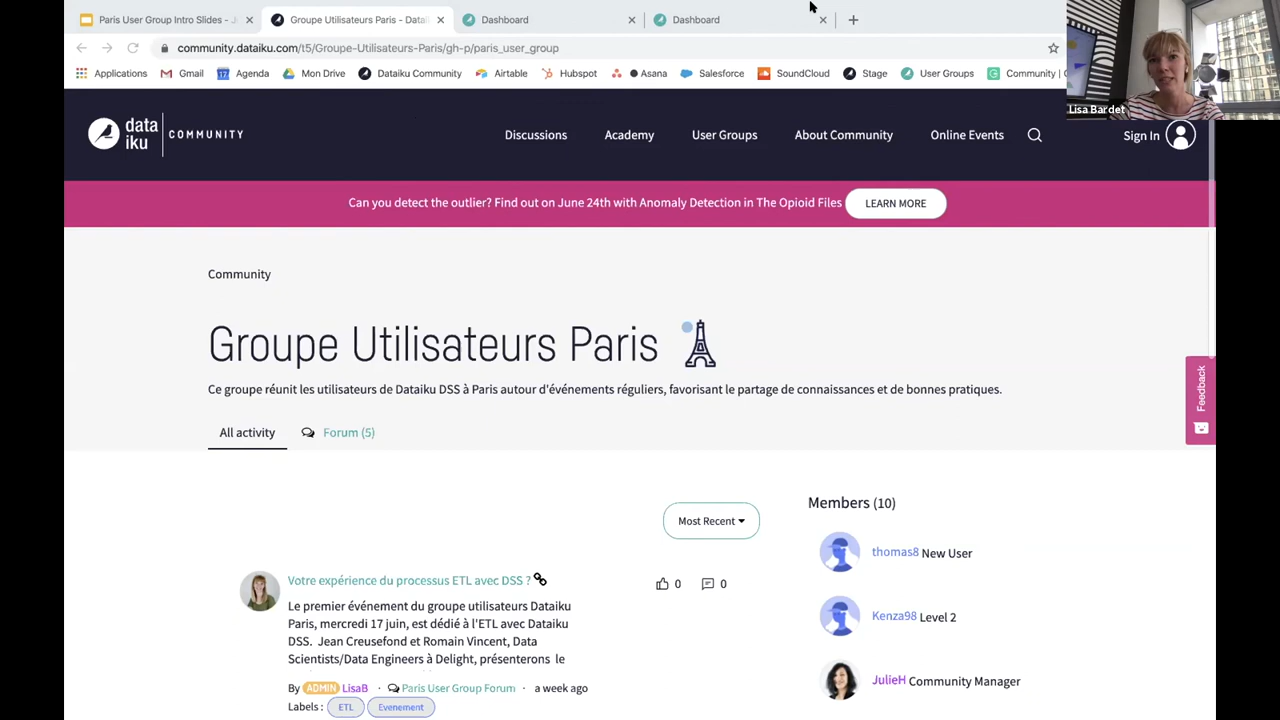 Paris User Group Intro Slides -
Groupe Utilisateurs Paris - Datai
Dashboard
Dashboard
community.dataiku.com/t5/Groupe-Utilisateurs-Paris/gh-p/paris_user_group
Applications
Gmail
Agenda
Mon Drive
Dataiku Community
Airtable
Hubspot
Asana
Salesforce
SoundCloud
Stage
User Groups
Community |
Lisa Bardet
data
iku
COMMUNITY
Discussions
Academy
User Groups
About Community
Online Events
Sign In
Can you detect the outlier? Find out on June 24th with Anomaly Detection in The Opioid Files
LEARN MORE
Community
Groupe Utilisateurs Paris
Ce groupe réunit les utilisateurs de Dataiku DSS à Paris autour d'événements réguliers, favorisant le partage de connaissances et de bonnes pratiques.
Feedback
All activity
Forum (5)
Most Recent
Members (10)
thomas8 New User
Kenza98 Level 2
JulieH Community Manager
Votre expérience du processus ETL avec DSS ?
0
0
Le premier événement du groupe utilisateurs Dataiku
Paris, mercredi 17 juin, est dédié à l'ETL avec Dataiku
DSS. Jean Creusefond et Romain Vincent, Data
Scientists/Data Engineers à Delight, présenterons le
By ADMIN LisaB · Paris User Group Forum · a week ago
Labels : ETL Evenement